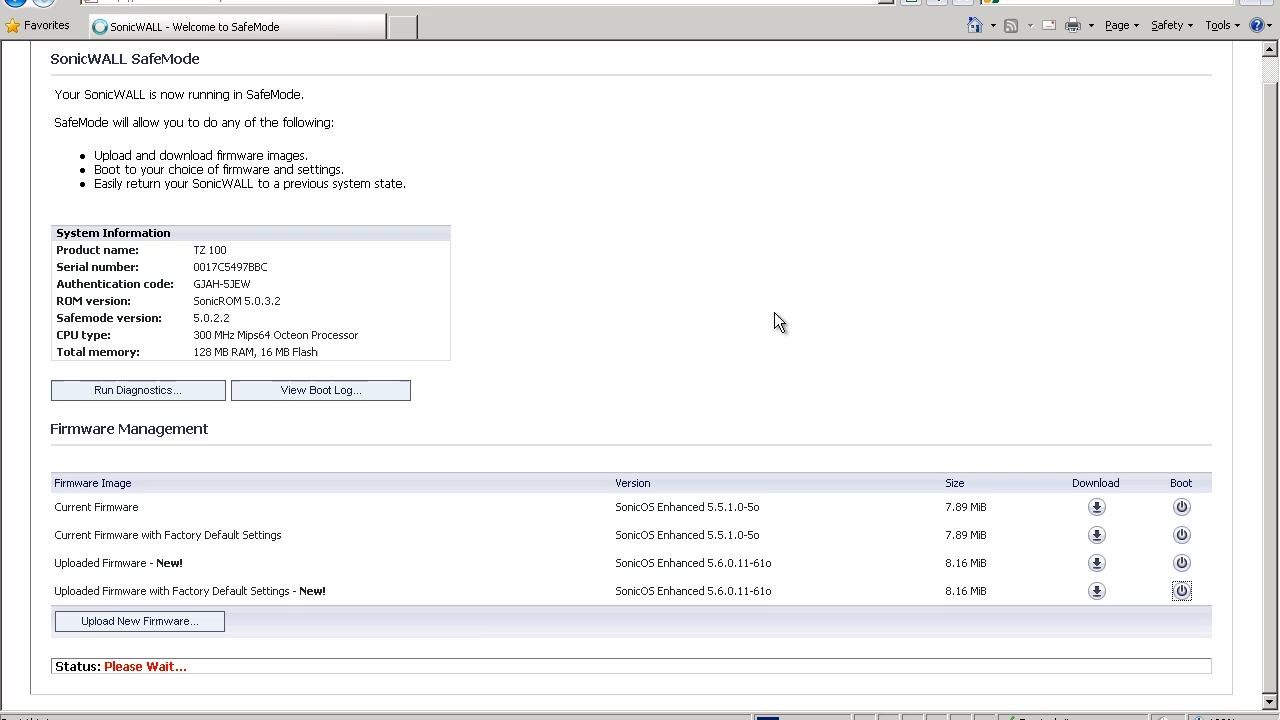 Favorites SonicWALL - Welcome to SafeMode Page Safety Tools
SonicWALL SafeMode
Your SonicWALL is now running in SafeMode.
SafeMode will allow you to do any of the following:
Upload and download firmware images.
Boot to your choice of firmware and settings.
Easily return your SonicWALL to a previous system state.
System Information
Product name: TZ 100
Serial number: 0017C5497BBC
Authentication code: GJAH-5JEW
ROM version: SonicROM 5.0.3.2
Safemode version: 5.0.2.2
CPU type: 300 MHz Mips64 Octeon Processor
Total memory: 128 MB RAM, 16 MB Flash
Run Diagnostics... View Boot Log...
Firmware Management
Firmware Image Version Size Download Boot
Current Firmware SonicOS Enhanced 5.5.1.0-5o 7.89 MiB
Current Firmware with Factory Default Settings SonicOS Enhanced 5.5.1.0-5o 7.89 MiB
Uploaded Firmware - New! SonicOS Enhanced 5.6.0.11-61o 8.16 MiB
Uploaded Firmware with Factory Default Settings - New! SonicOS Enhanced 5.6.0.11-61o 8.16 MiB
Upload New Firmware...
Status: Please Wait...